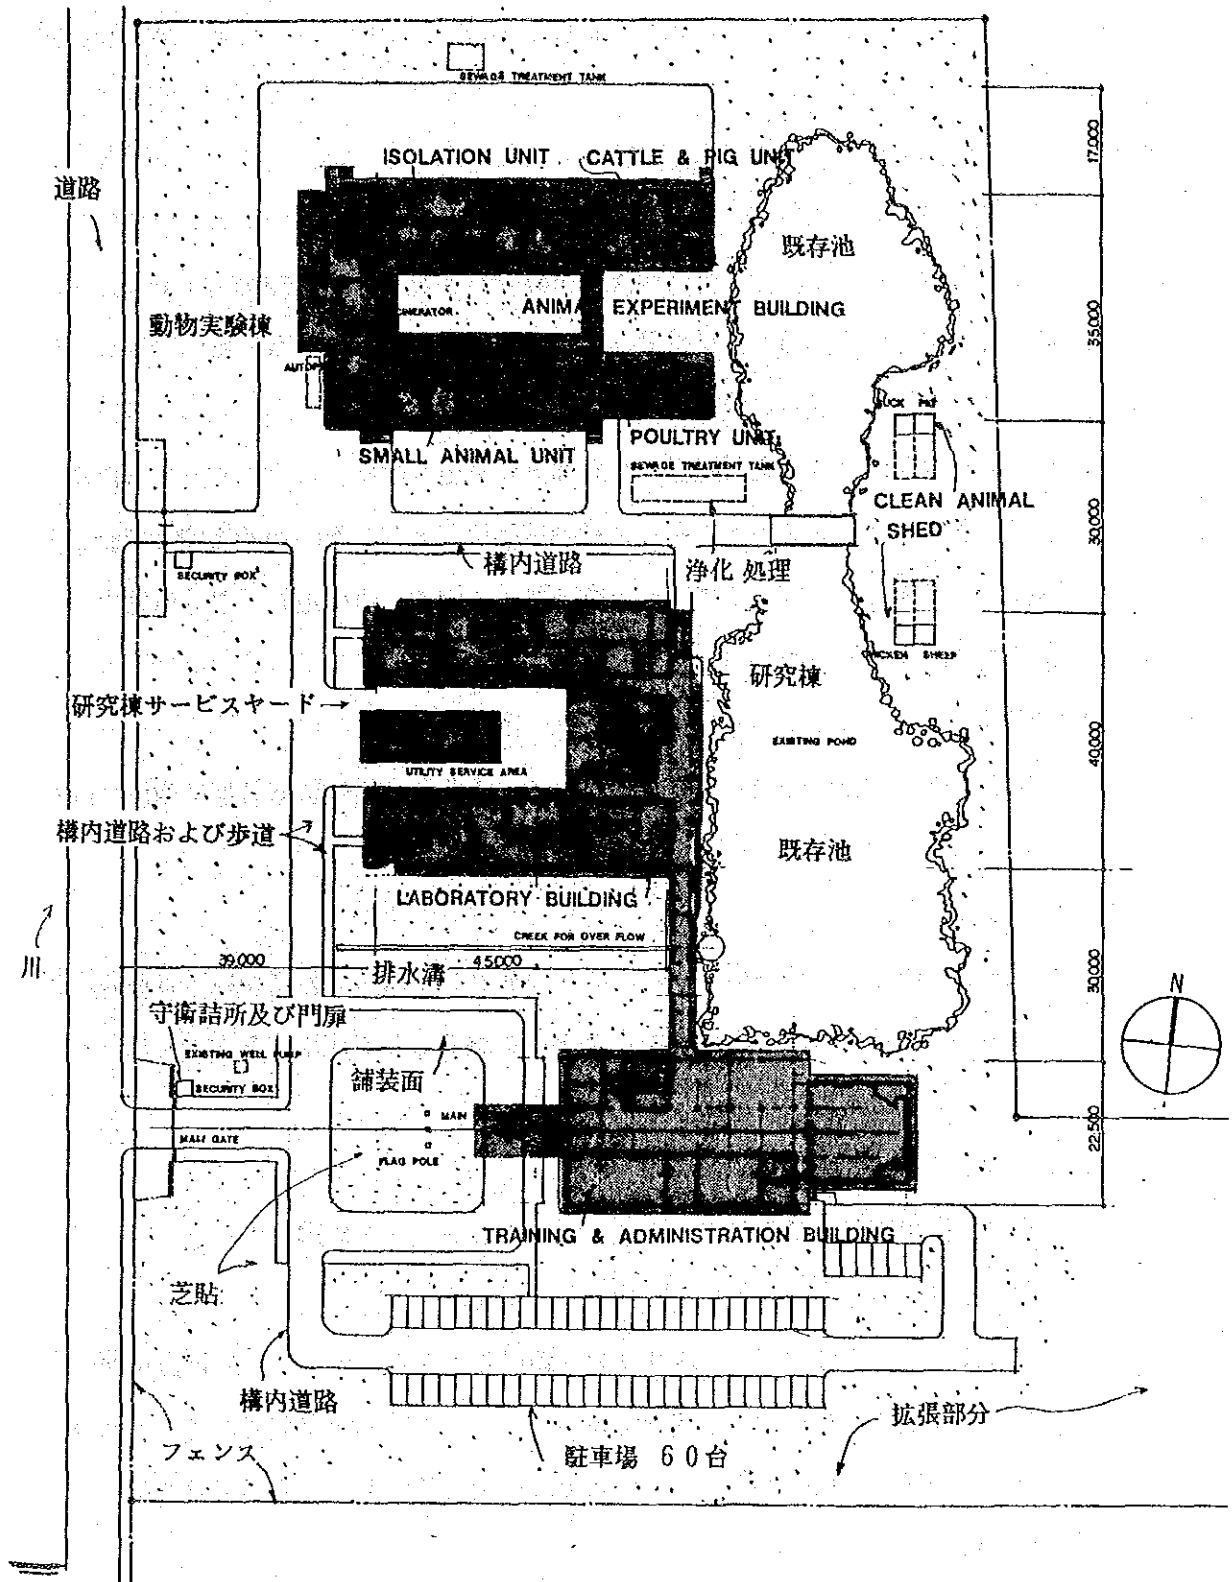 SEWAGE TREATMENT TANK
17.000
ISOLATION UNIT
CATTLE & PIG UNIT
道路
既存池
動物実験棟
ANIMAL EXPERIMENT BUILDING
35.000
POULTRY UNIT
SMALL ANIMAL UNIT
SEWAGE TREATMENT TANK
CLEAN ANIMAL
SHED
30.000
構内道路
浄化 処理
SECURITY BOX
研究棟
研究棟サービスヤード
EXISTING POND
40.000
UTILITY SERVICE AREA
構内道路および歩道
既存池
LABORATORY BUILDING
CREEK FOR OVER FLOW
川
39.000
45000
排水溝
30.000
N
守衛詰所及び門扉
EXISTING WELL PUMP
舗装面
SECURITY BOX
MAIN
MAIN GATE
FLAG POLE
22.500
TRAINING & ADMINISTRATION BUILDING
芝貼
構内道路
拡張部分
フェンス
駐車場 60台